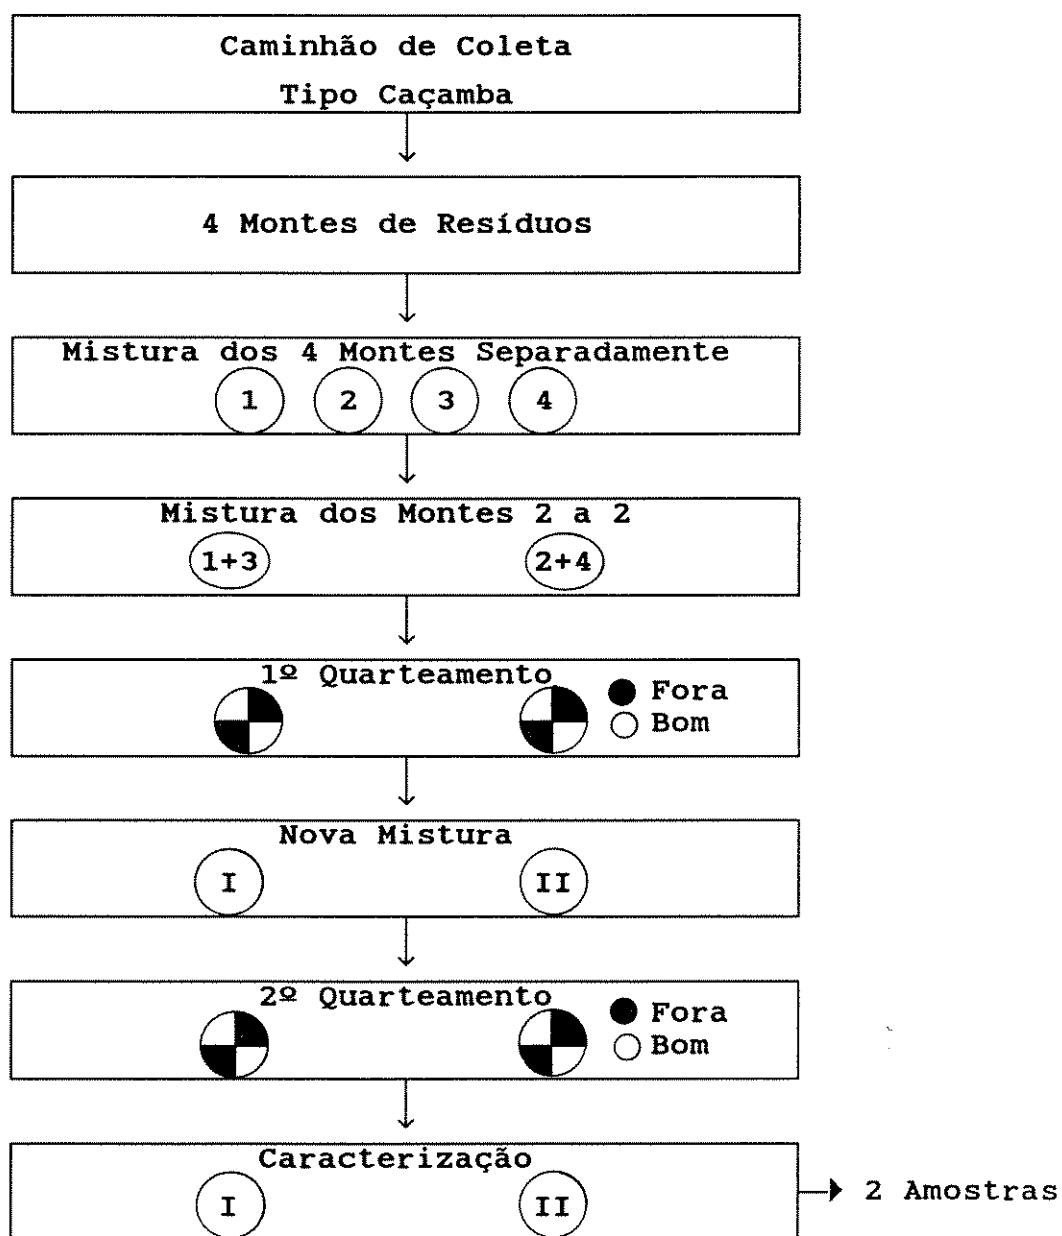 Caminhão de Coleta
Tipo Caçamba
4 Montes de Resíduos
Mistura dos 4 Montes Separadamente
1 2 3 4
Mistura dos Montes 2 a 2
1+3 2+4
1º Quarteamento
Fora
Bom
Nova Mistura
I II
2º Quarteamento
Fora
Bom
Caracterização
I II
2 Amostras